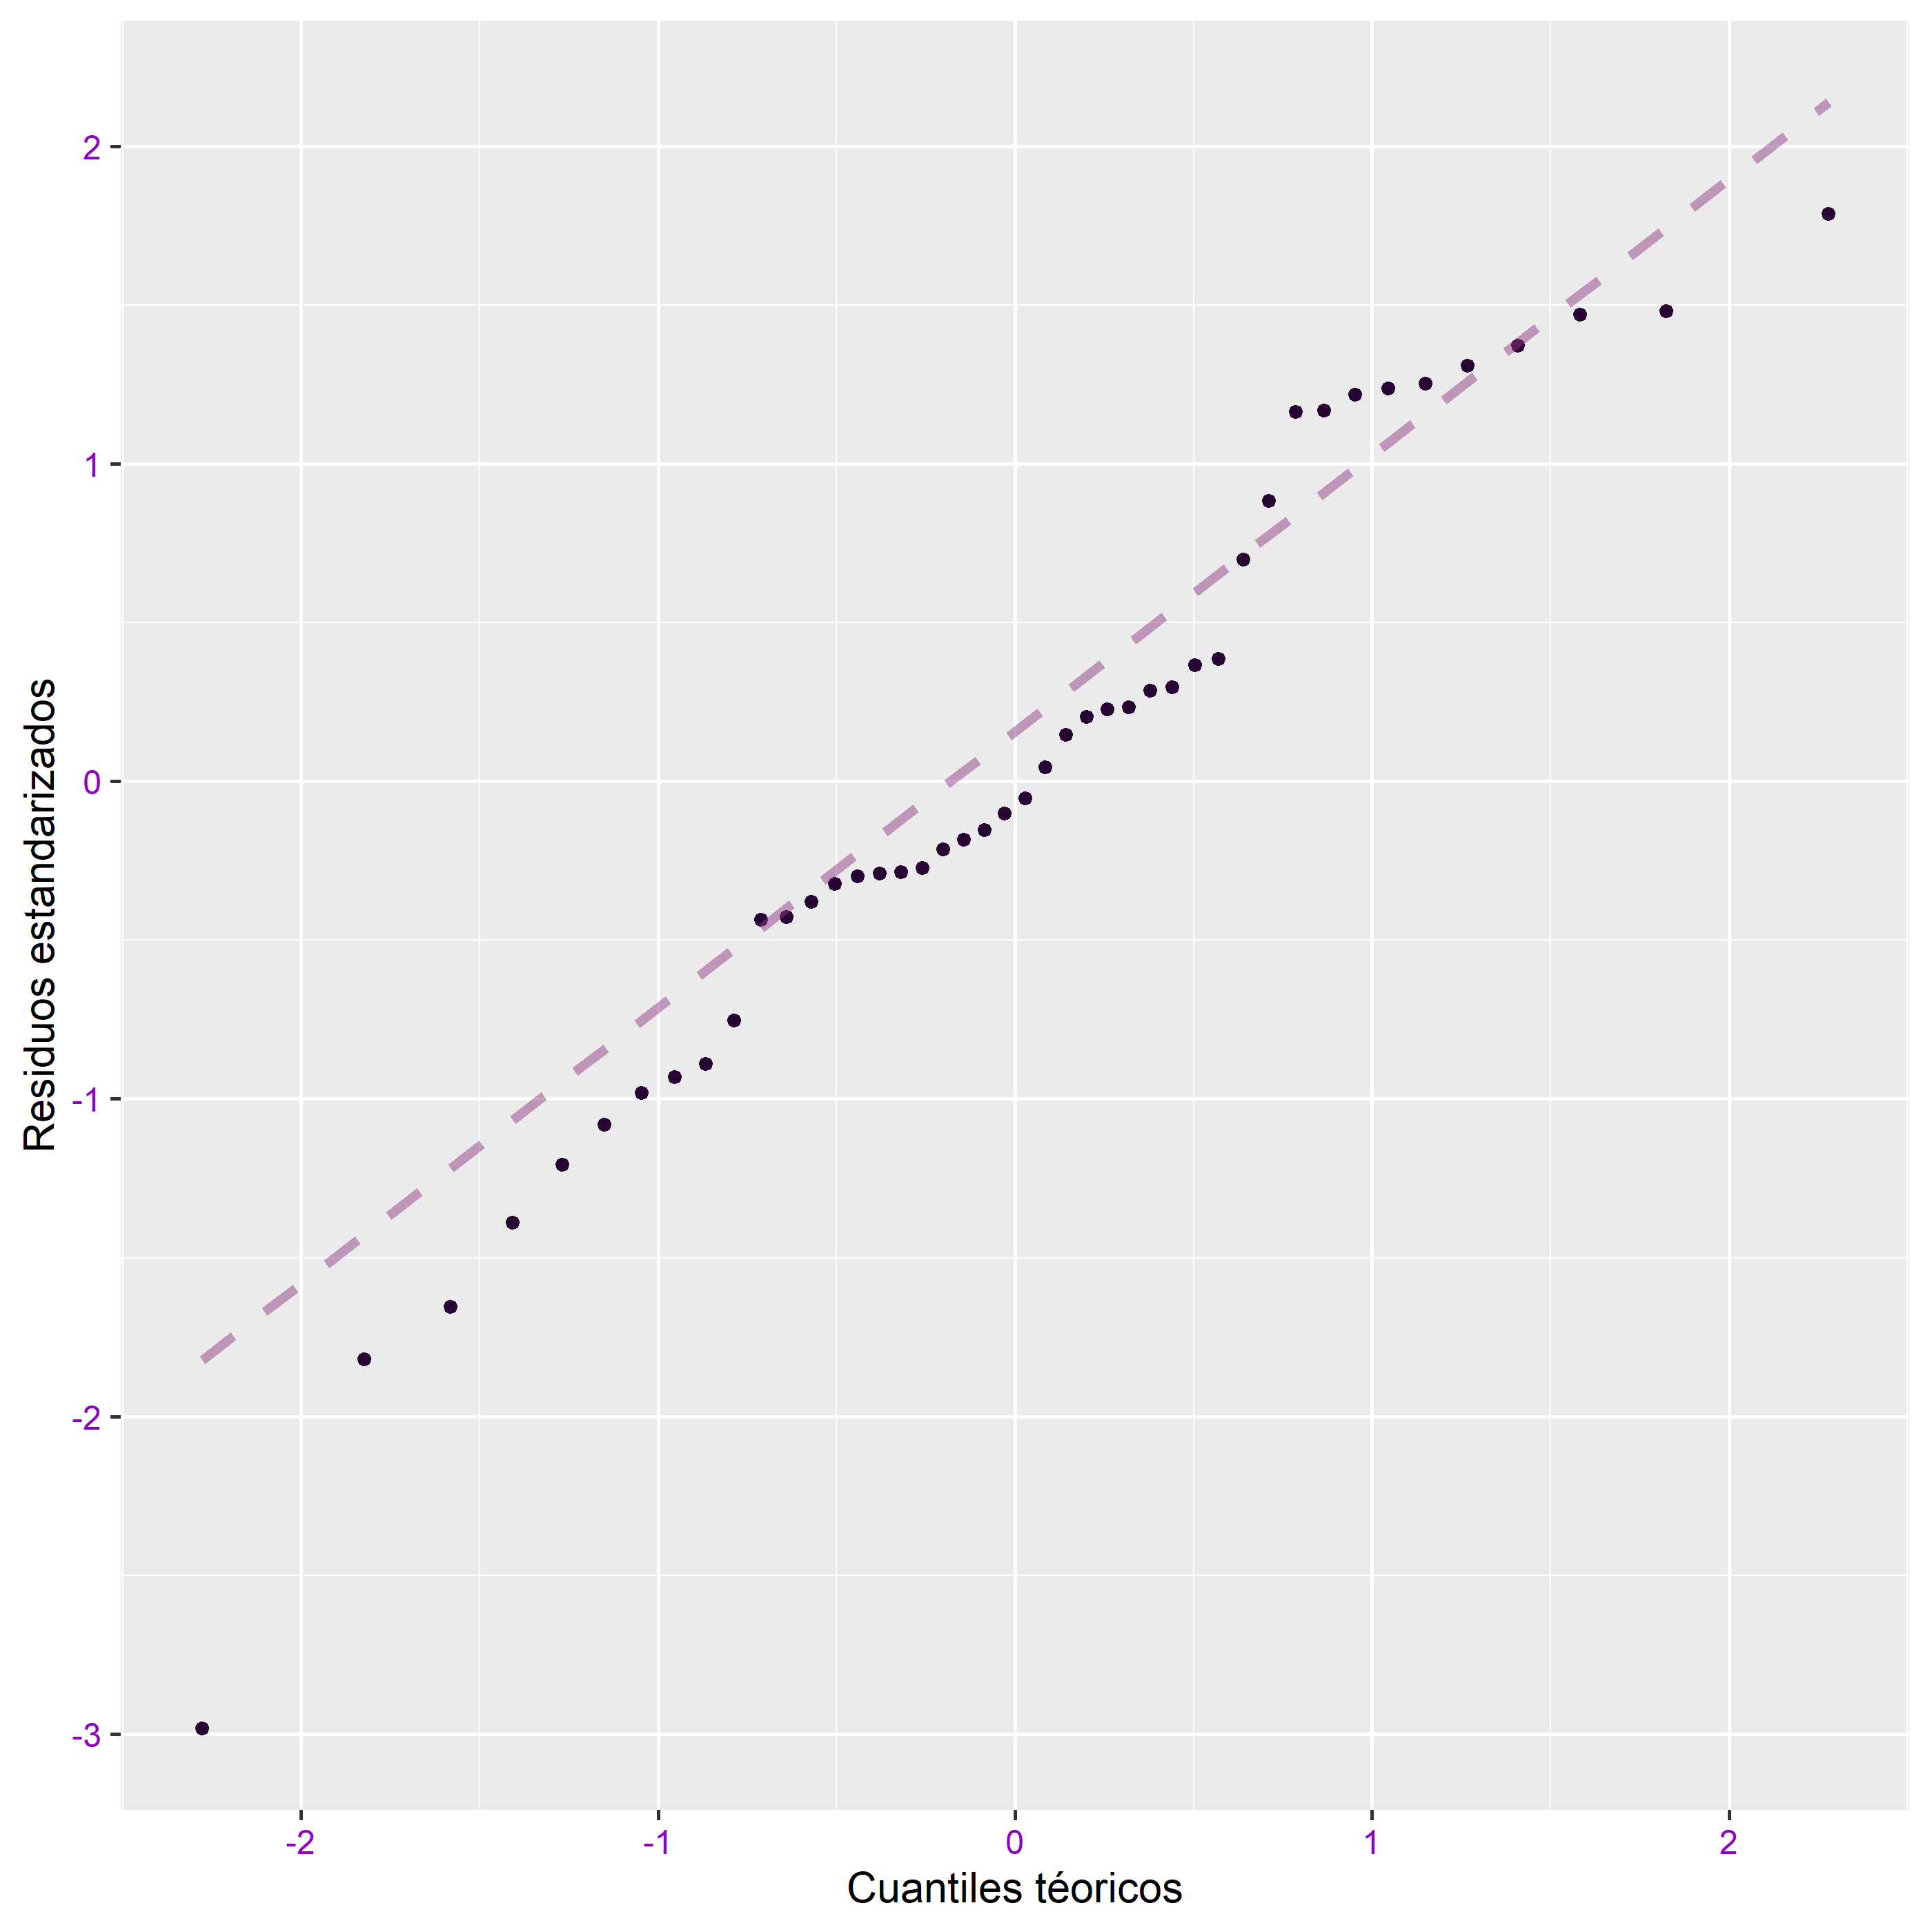 Residuos estandarizados
2
1
0
-1
-2
-3
-2 -1 0 1 2
Cuantiles téoricos